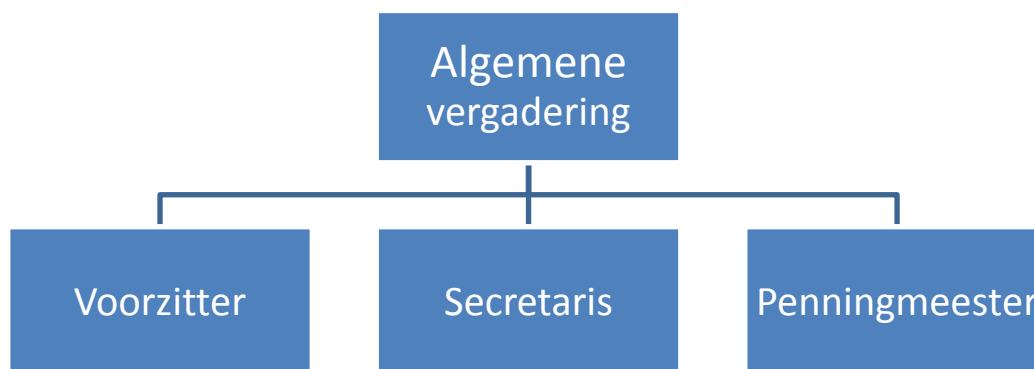 Algemene
vergadering
Voorzitter
Secretaris
Penningmeester